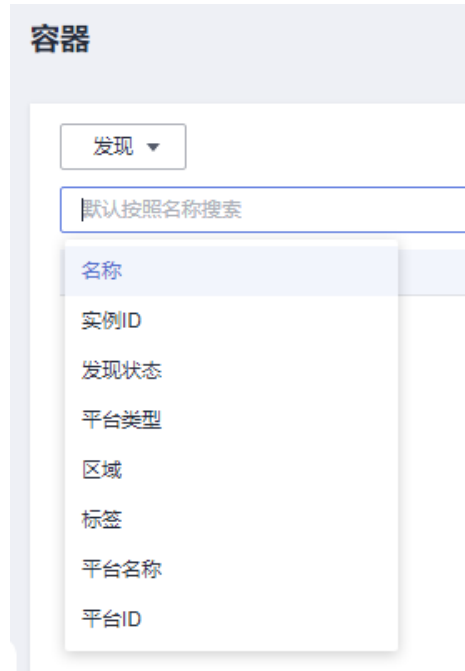 容器
发现
默认按照名称搜索
名称
实例ID
发现状态
平台类型
区域
标签
平台名称
平台ID